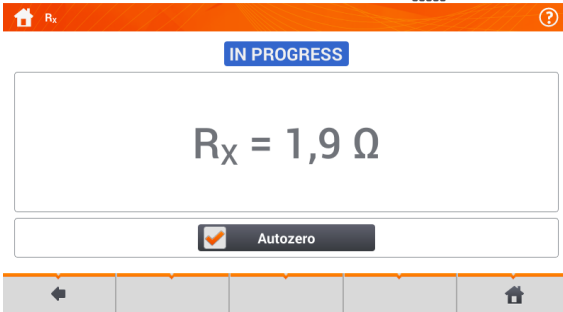 Rx
?
IN PROGRESS
RX = 1,9 Ω
Autozero